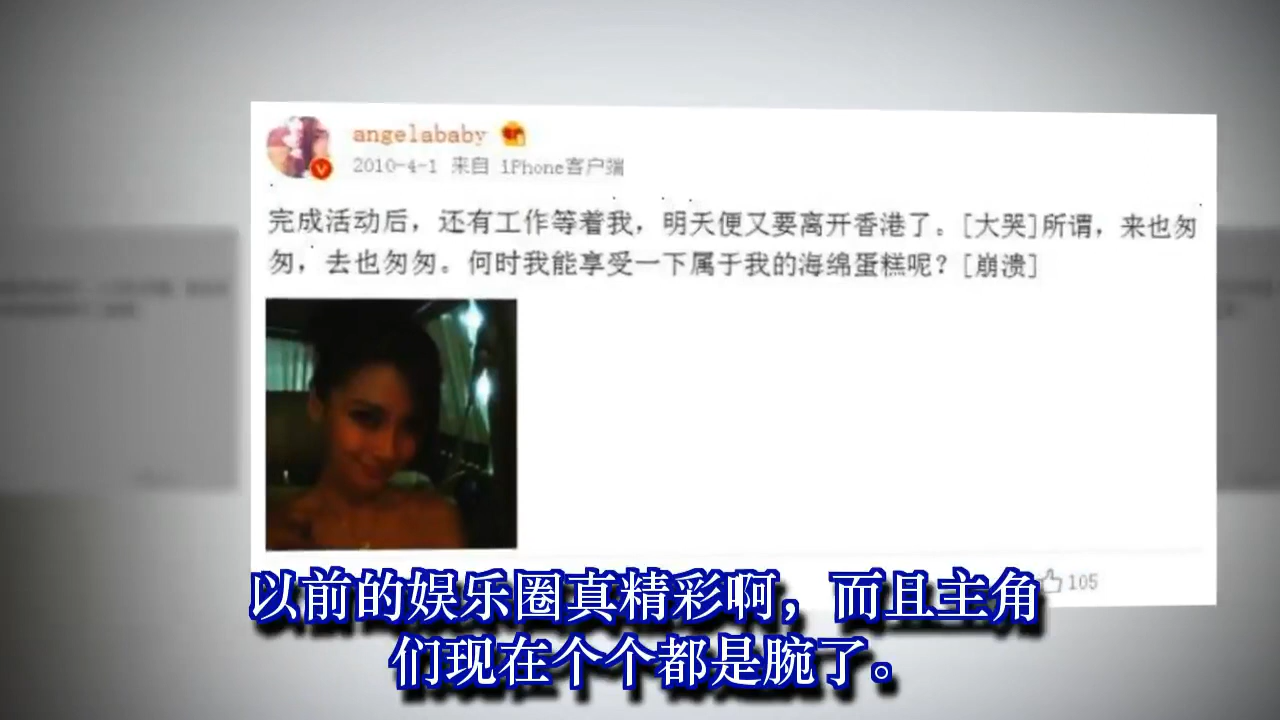 angelababy
2010-4-1 来自 iPhone客户端
完成活动后，还有工作等着我，明天便又要离开香港了。[大哭]所谓，来也匆
匆，去也匆匆。何时我能享受一下属于我的海绵蛋糕呢？[崩溃]
105
以前的娱乐圈真精彩啊，而且主角
们现在个个都是腕了。